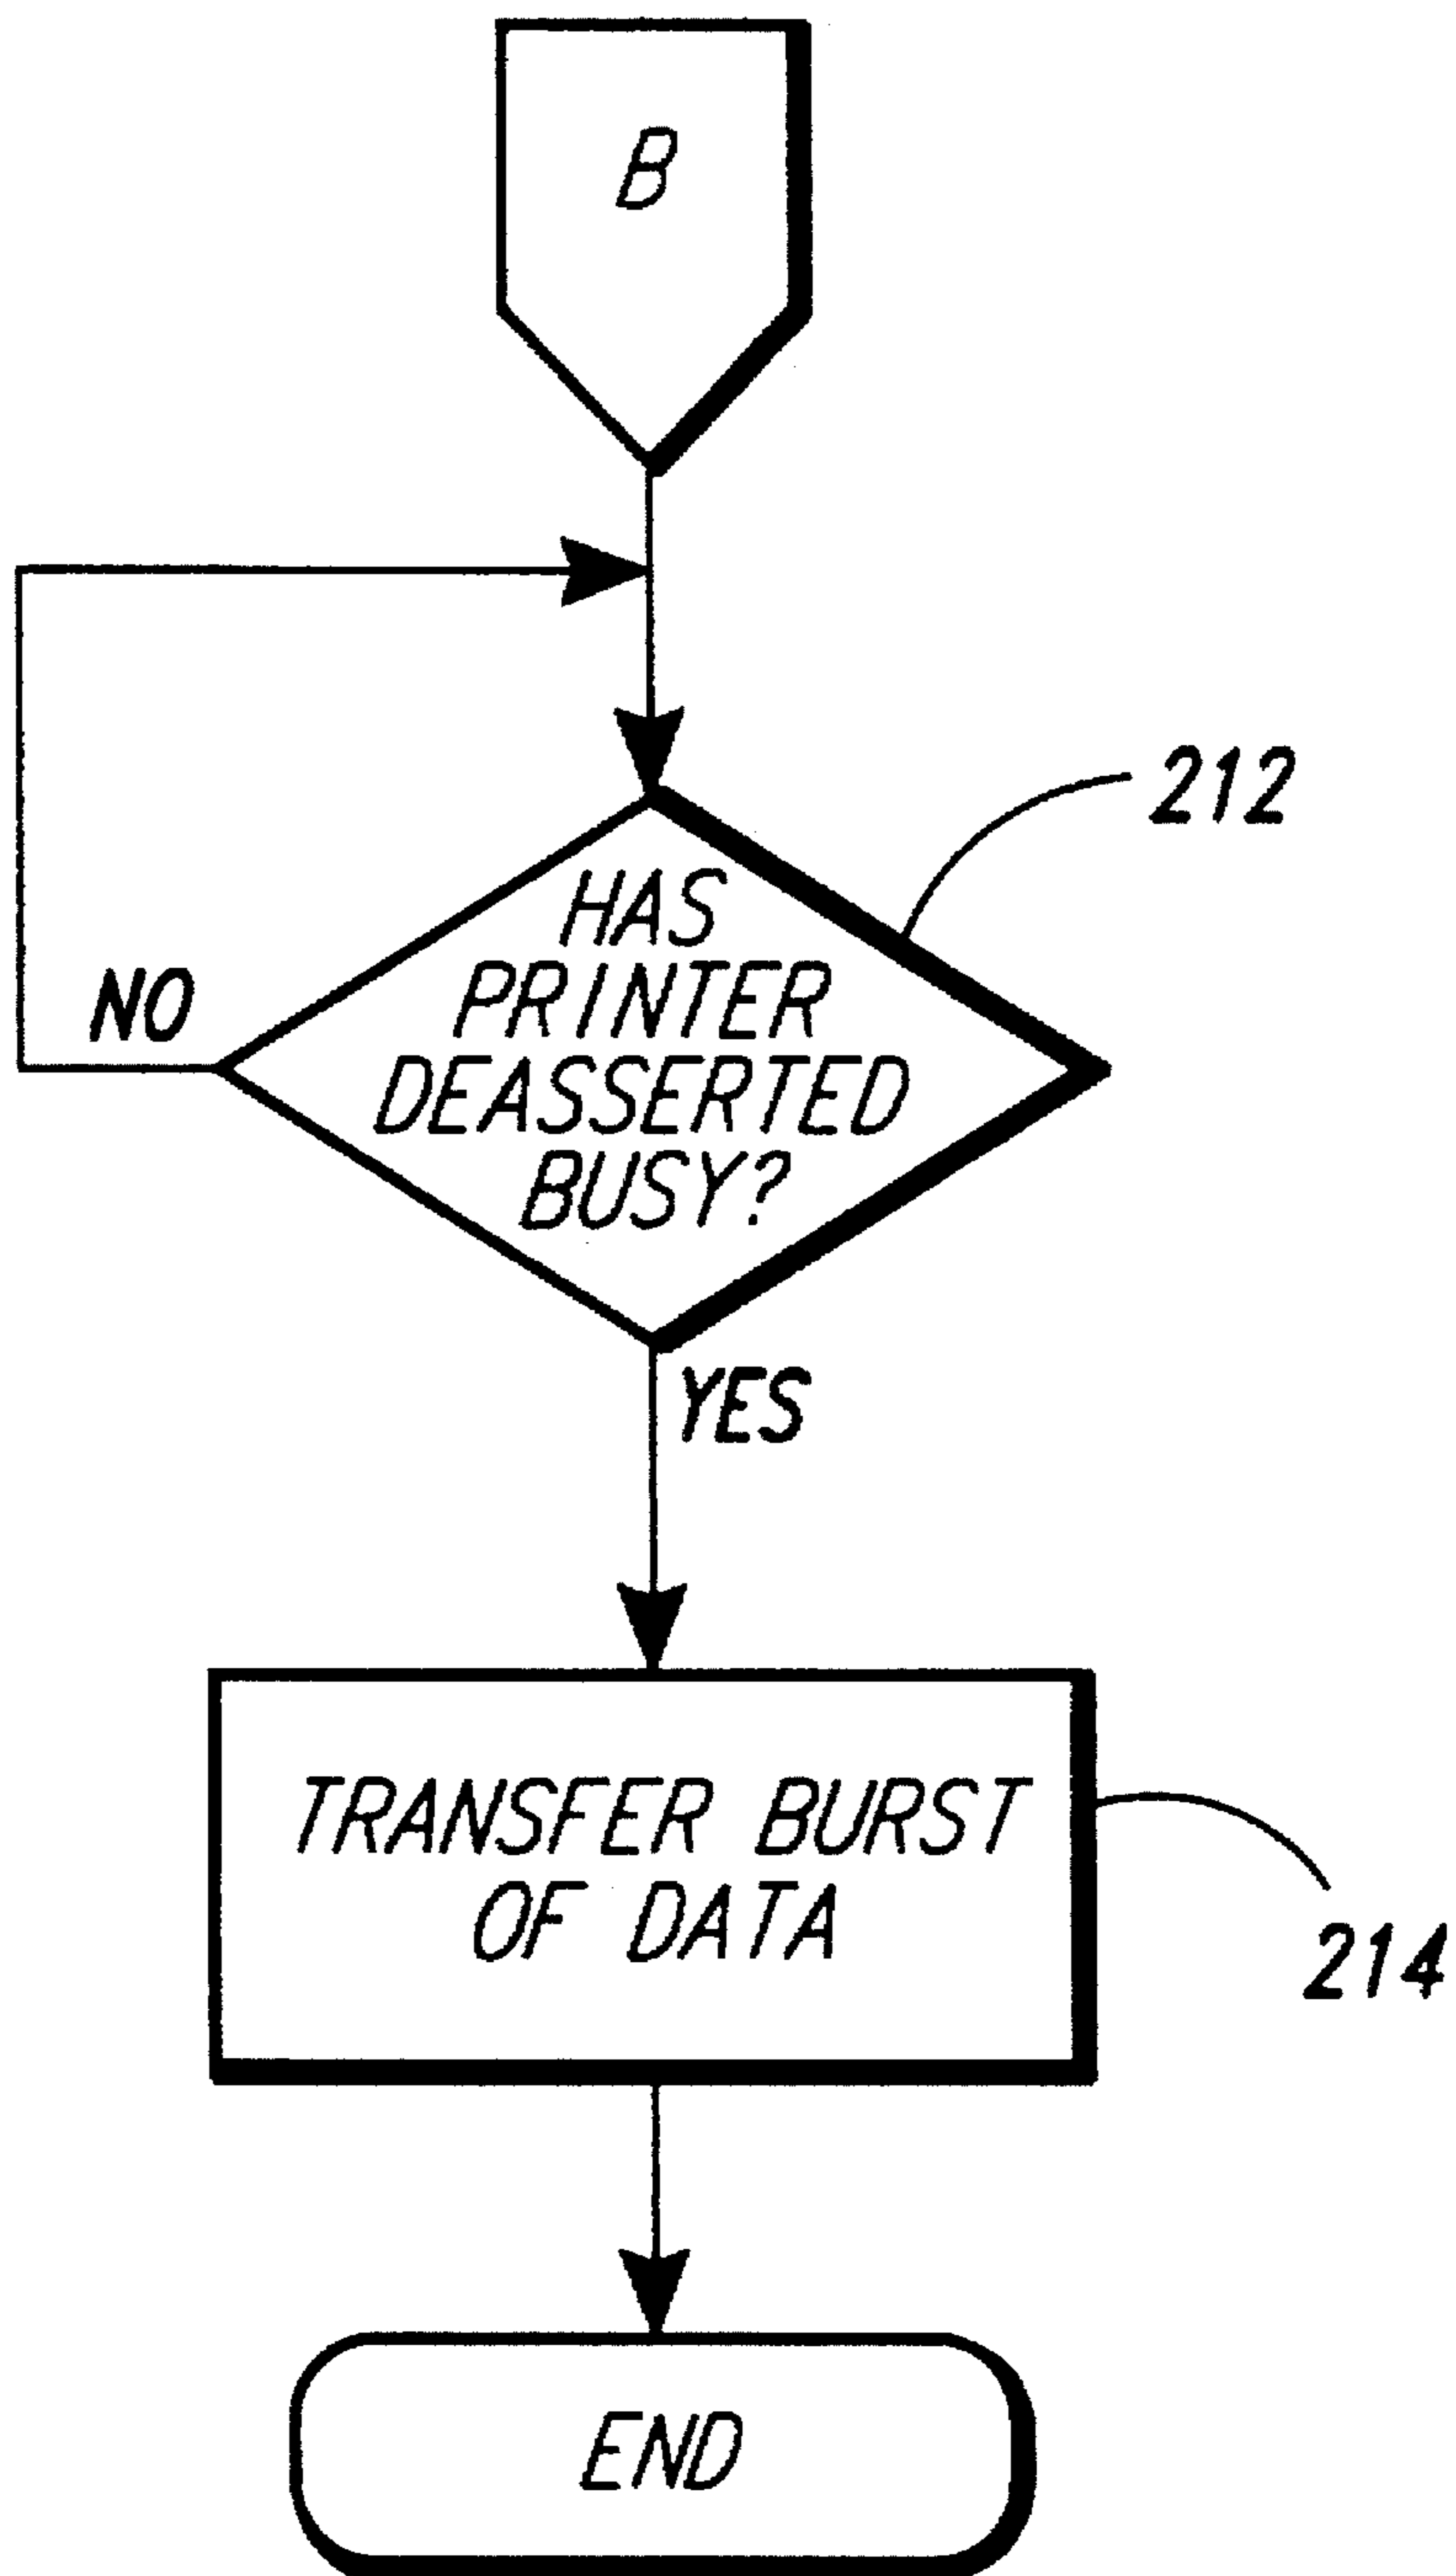 B
212
HAS
PRINTER
DEASSERTED
BUSY?
NO
YES
TRANSFER BURST
OF DATA
214
END